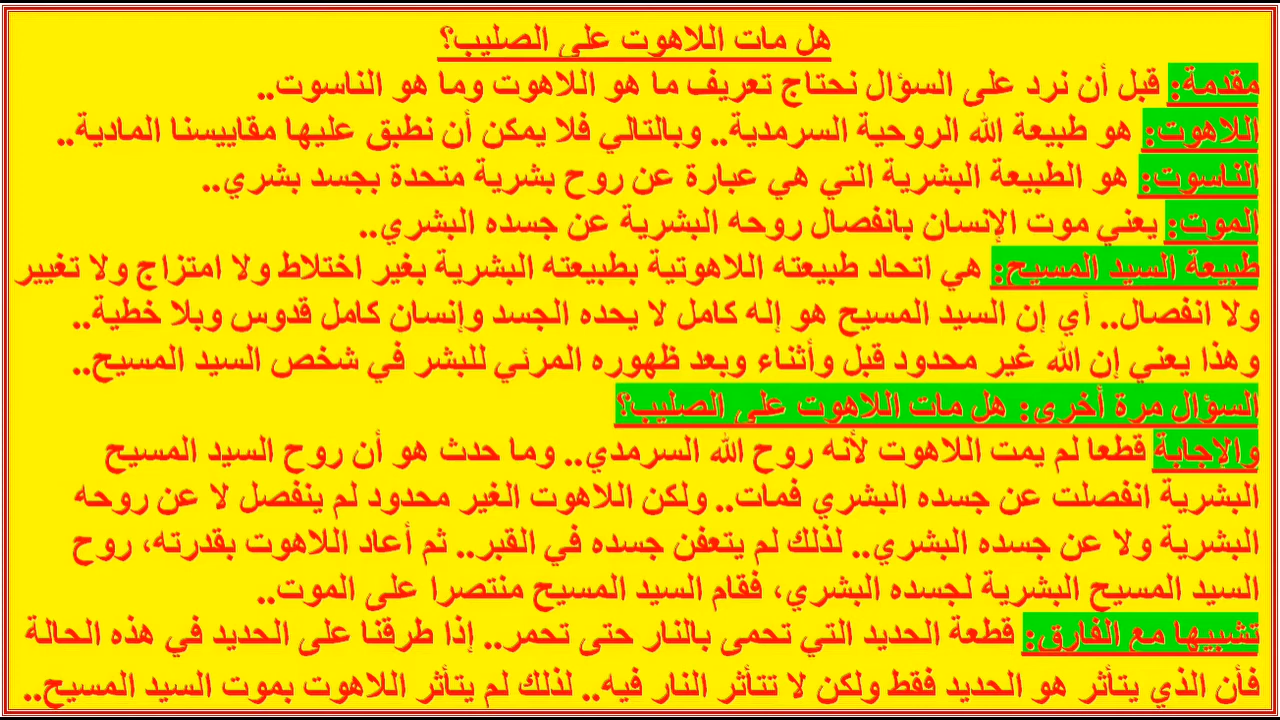 هل مات اللاهوت على الصليب؟
مقدمة: قبل أن نرد على السؤال نحتاج تعريف ما هو اللاهوت وما هو الناسوت..
اللاهوت: هو طبيعة الله الروحية السرمدية.. وبالتالي فلا يمكن أن نطبق عليها مقاييسنا المادية..
الناسوت: هو الطبيعة البشرية التي هي عبارة عن روح بشرية متحدة بجسد بشري..
الموت: يعني موت الإنسان بانفصال روحه البشرية عن جسده البشري..
طبيعة السيد المسيح: هي اتحاد طبيعته اللاهوتية بطبيعته البشرية بغير اختلاط ولا امتزاج ولا تغيير
ولا انفصال.. أي إن السيد المسيح هو إله كامل لا يحده الجسد وإنسان كامل قدوس وبلا خطية..
وهذا يعني إن الله غير محدود قبل وأثناء وبعد ظهوره المرئي للبشر في شخص السيد المسيح..
السؤال مرة أخرى: هل مات اللاهوت على الصليب؟
والإجابة قطعا لم يمت اللاهوت لأنه روح الله السرمدي.. وما حدث هو أن روح السيد المسيح
البشرية انفصلت عن جسده البشري فمات.. ولكن اللاهوت الغير محدود لم ينفصل لا عن روحه
البشرية ولا عن جسده البشري.. لذلك لم يتعفن جسده في القبر.. ثم أعاد اللاهوت بقدرته، روح
السيد المسيح البشرية لجسده البشري، فقام السيد المسيح منتصرا على الموت..
تشبيها مع الفارق: قطعة الحديد التي تحمى بالنار حتى تحمر.. إذا طرقنا على الحديد في هذه الحالة
فأن الذي يتأثر هو الحديد فقط ولكن لا تتأثر النار فيه.. لذلك لم يتأثر اللاهوت بموت السيد المسيح..